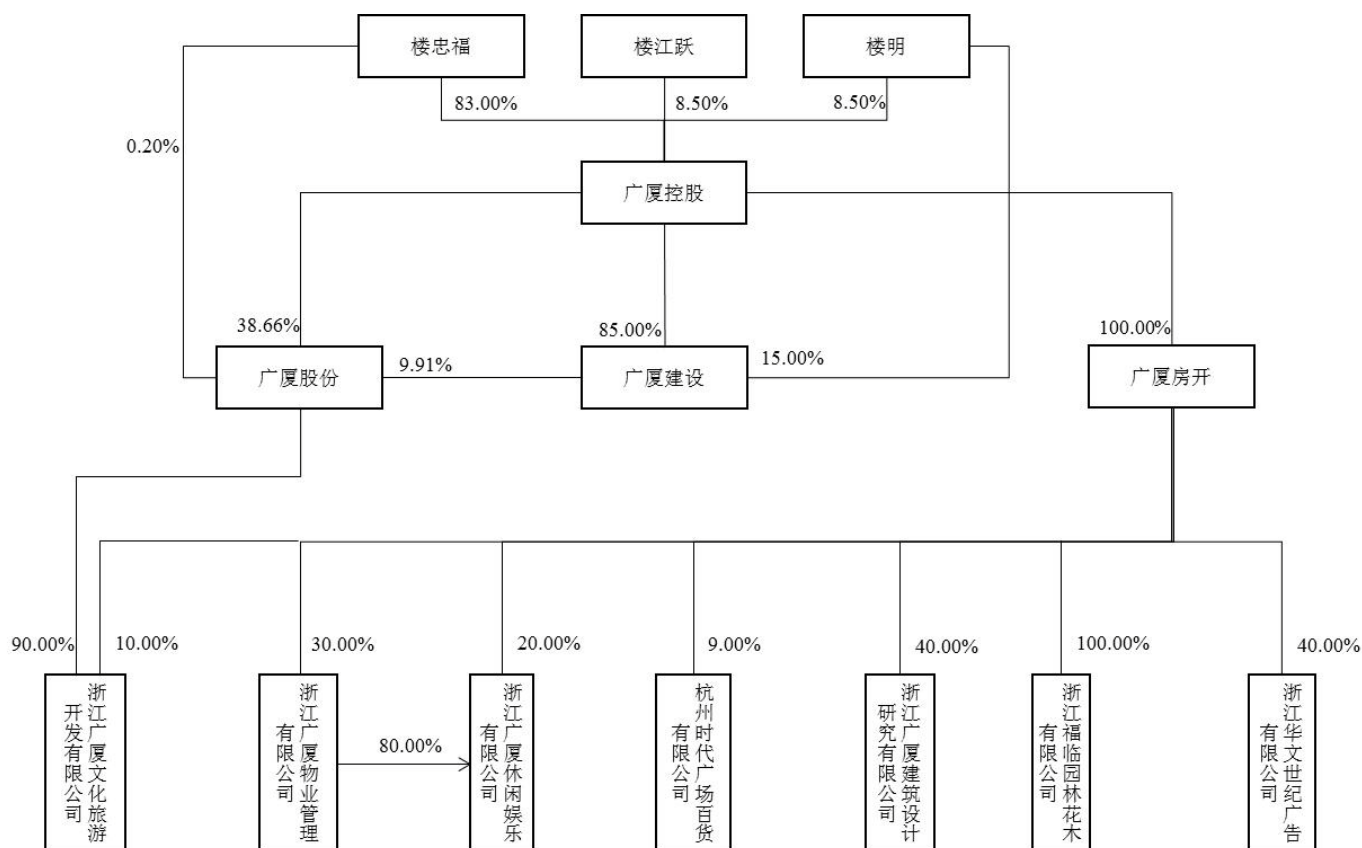 楼忠福
楼江跃
楼明
83.00%
8.50%
8.50%
0.20%
广厦控股
38.66%
85.00%
100.00%
广厦股份
9.91%
广厦建设
15.00%
广厦房开
90.00%
10.00%
30.00%
20.00%
9.00%
40.00%
100.00%
40.00%
浙江广厦文化旅游
开发有限公司
浙江广厦物业管理
有限公司
80.00%
浙江广厦休闲娱乐
有限公司
杭州时代广场百货
有限公司
浙江广厦建筑设计
研究有限公司
浙江福临园林花木
有限公司
浙江华文世纪广告
有限公司